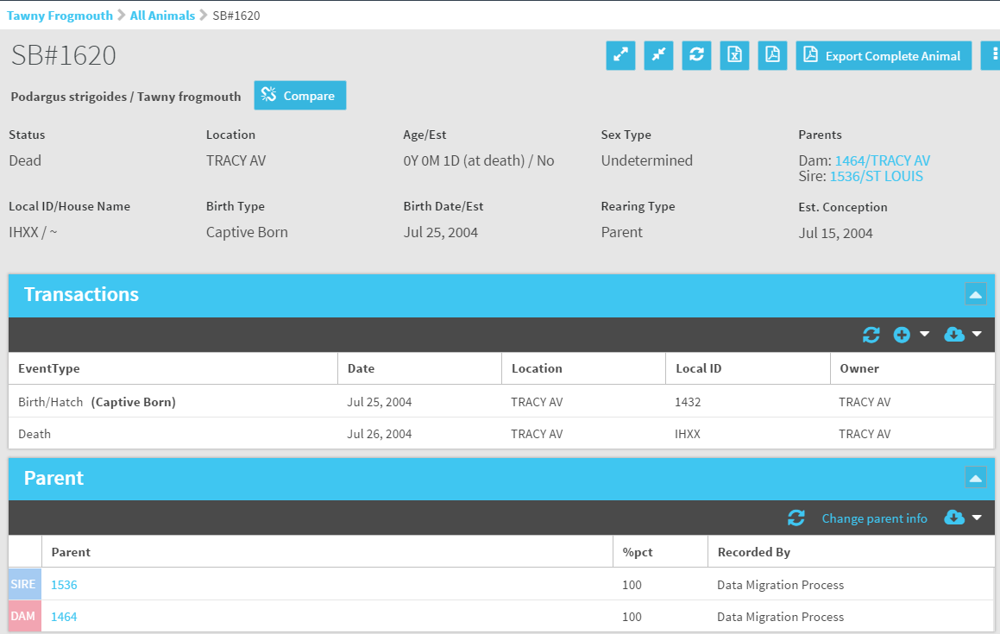 Tawny Frogmouth > All Animals > SB#1620
SB#1620
Export Complete Animal
Podargus strigoides / Tawny frogmouth Compare
Status Location Age/Est Sex Type Parents
Dead TRACY AV 0Y 0M 1D (at death) / No Undetermined Dam: 1464/TRACY AV
Sire: 1536/ST LOUIS
Local ID/House Name Birth Type Birth Date/Est Rearing Type Est. Conception
IHXX / ~ Captive Born Jul 25, 2004 Parent Jul 15, 2004
Transactions
EventType Date Location Local ID Owner
Birth/Hatch (Captive Born) Jul 25, 2004 TRACY AV 1432 TRACY AV
Death Jul 26, 2004 TRACY AV IHXX TRACY AV
Parent
Change parent info
Parent %pct Recorded By
SIRE 1536 100 Data Migration Process
DAM 1464 100 Data Migration Process